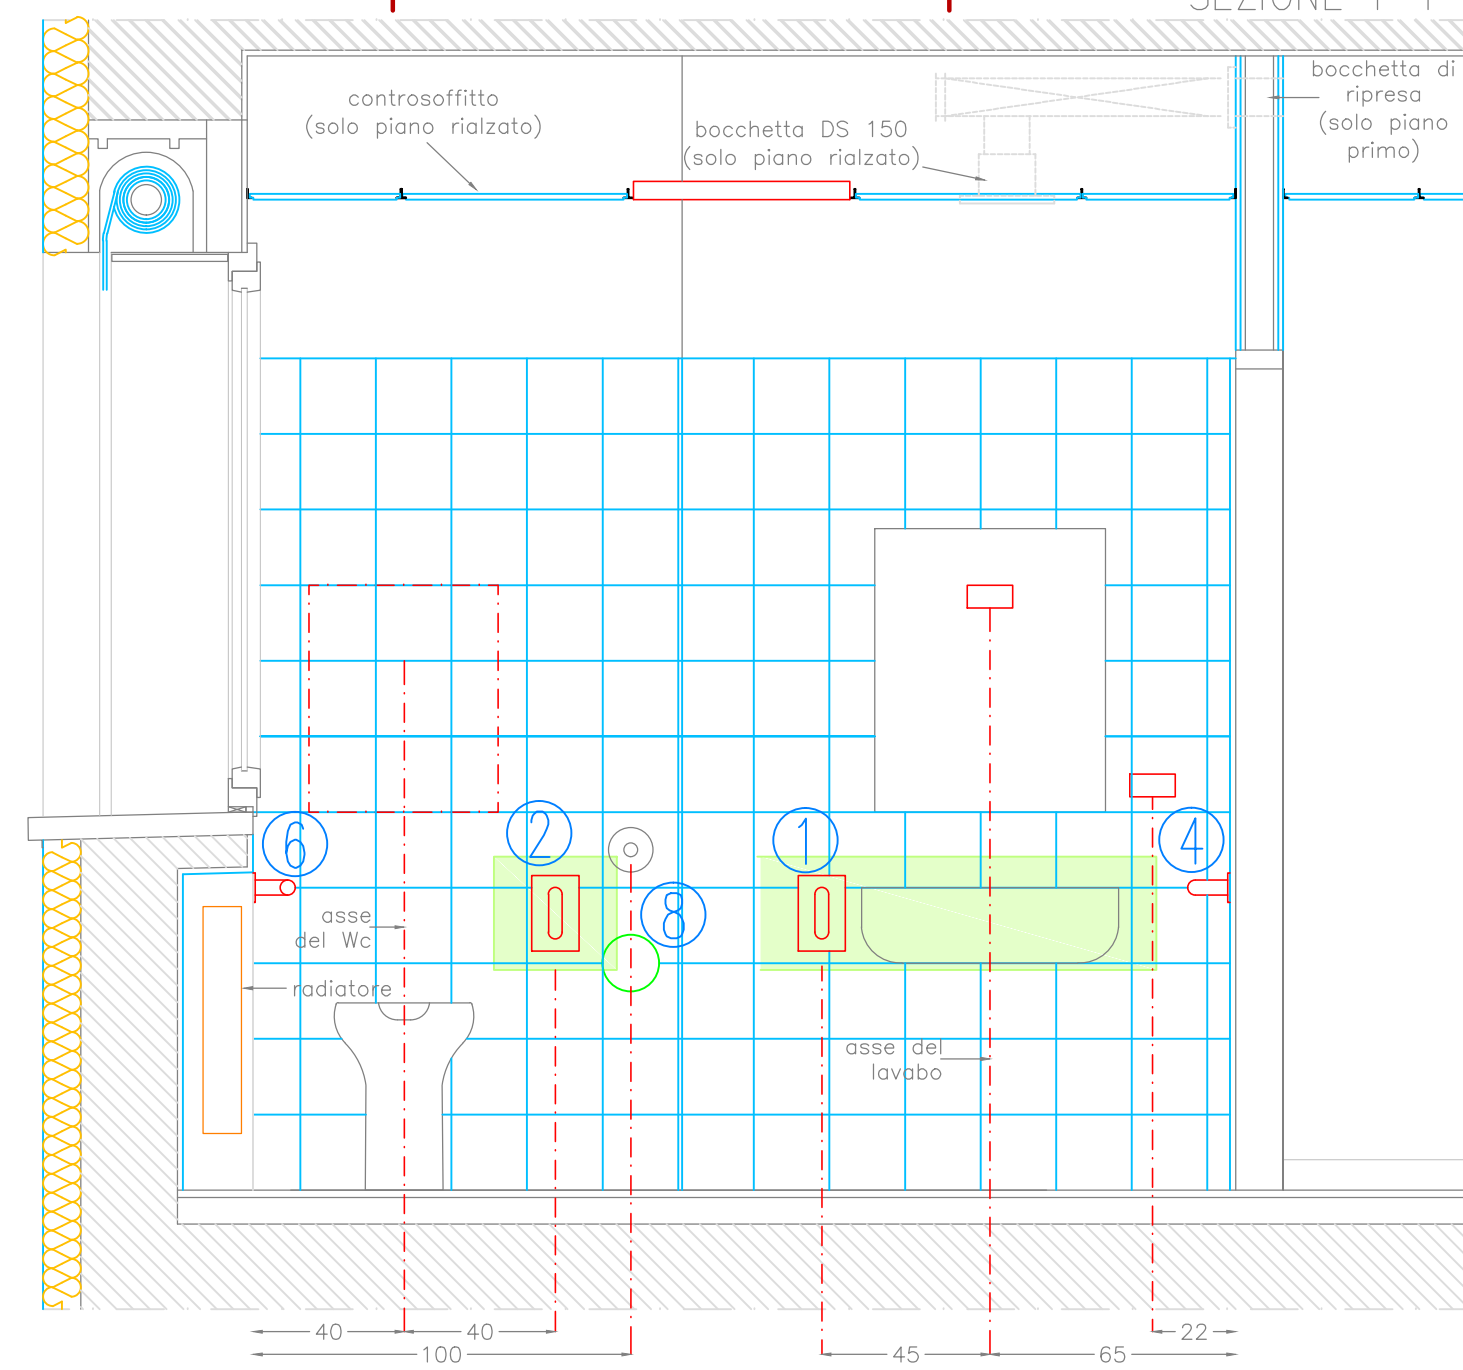 controsoffitto
(solo piano rialzato)
bocchetta DS 150
(solo piano rialzato)
bocchetta di
ripresa
(solo piano
primo)
6
2
1
4
8
asse
del Wc
radiatore
asse del
lavabo
40
40
22
100
45
65